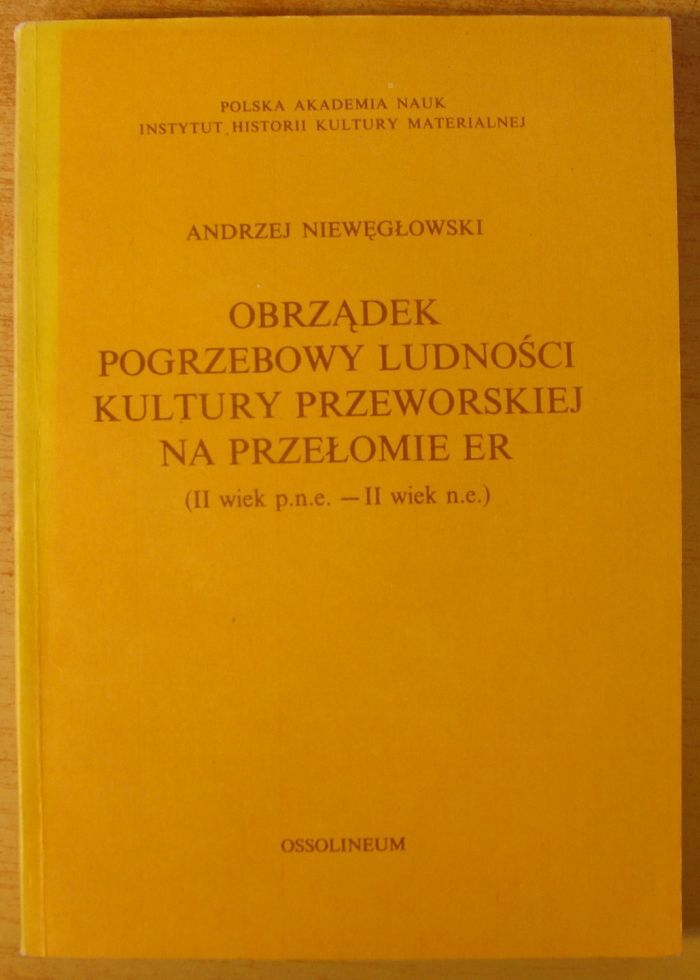 POLSKA AKADEMIA NAUK
INSTYTUT HISTORII KULTURY MATERIALNEJ
ANDRZEJ NIEWĘGŁOWSKI
OBRZĄDEK
POGRZEBOWY LUDNOŚCI
KULTURY PRZEWORSKIEJ
NA PRZEŁOMIE ER
(II wiek p.n.e. — II wiek n.e.)
OSSOLINEUM